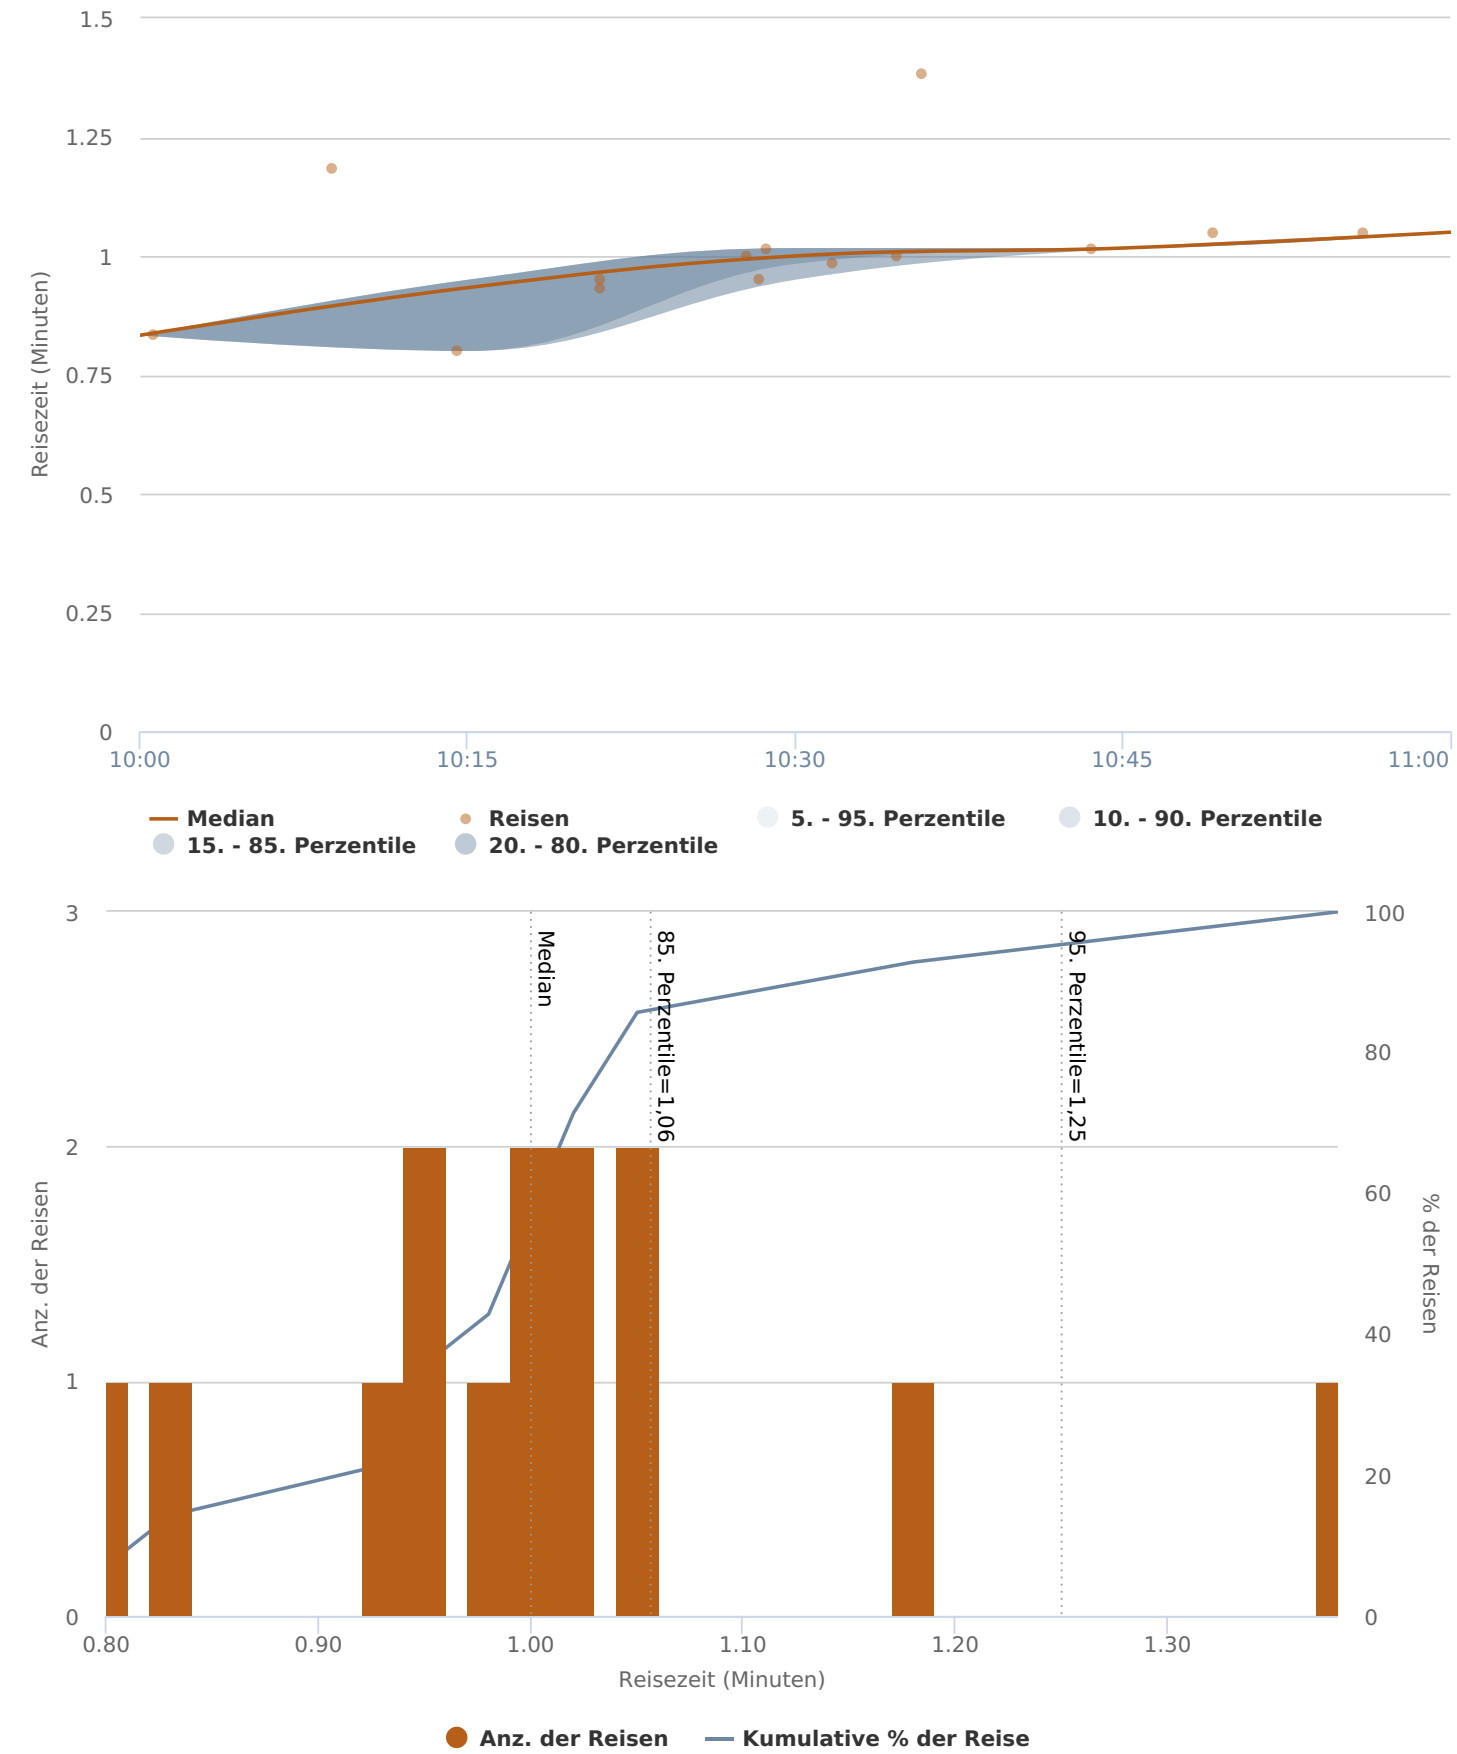 1.5
1.25
1
0.75
0.5
0.25
0
Reisezeit (Minuten)
10:00 10:15 10:30 10:45 11:00
Median Reisen 5. - 95. Perzentile 10. - 90. Perzentile
15. - 85. Perzentile 20. - 80. Perzentile
3
2
1
0
Anz. der Reisen
Median
85. Perzentile=1,06
95. Perzentile=1,25
100
80
60
40
20
0
% der Reisen
0.80 0.90 1.00 1.10 1.20 1.30
Reisezeit (Minuten)
Anz. der Reisen Kumulative % der Reise